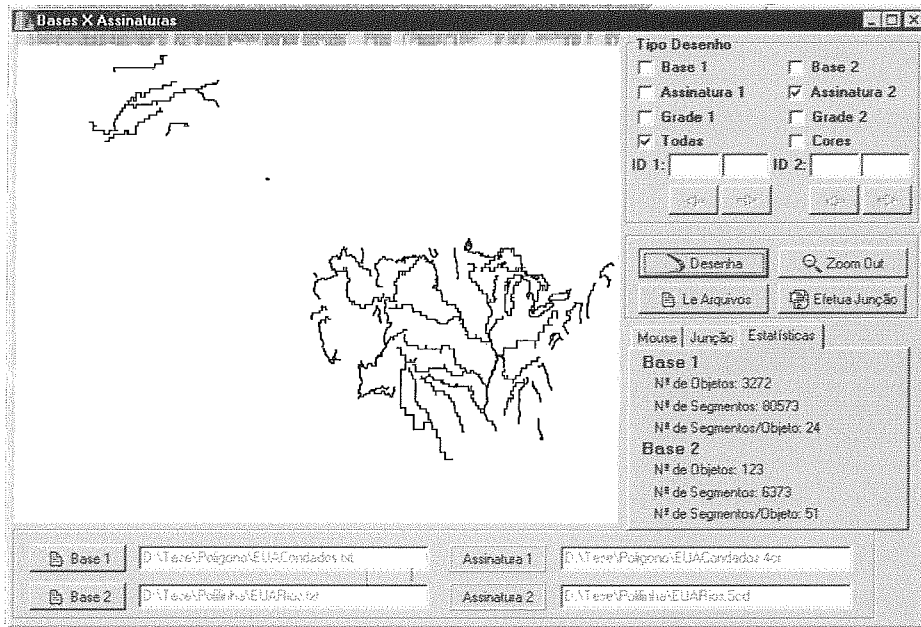 Bases X Assinaturas
Tipo Desenho
Base 1
Base 2
Assinatura 1
Assinatura 2
Grade 1
Grade 2
Todas
Cores
ID 1:
ID 2:
Desenha
Zoom Out
Le Arquivos
Efetua Junção
Mouse
Junção
Estatísticas
Base 1
Nº de Objetos: 3272
Nº de Segmentos: 80573
Nº de Segmentos/Objeto: 24
Base 2
Nº de Objetos: 123
Nº de Segmentos: 6373
Nº de Segmentos/Objeto: 51
Base 1
D:\Tese\Poligono\EUACondados.txt
Assinatura 1
D:\Tese\Poligono\EUACondados.4cr
Base 2
D:\Tese\Polilinha\EUARios.txt
Assinatura 2